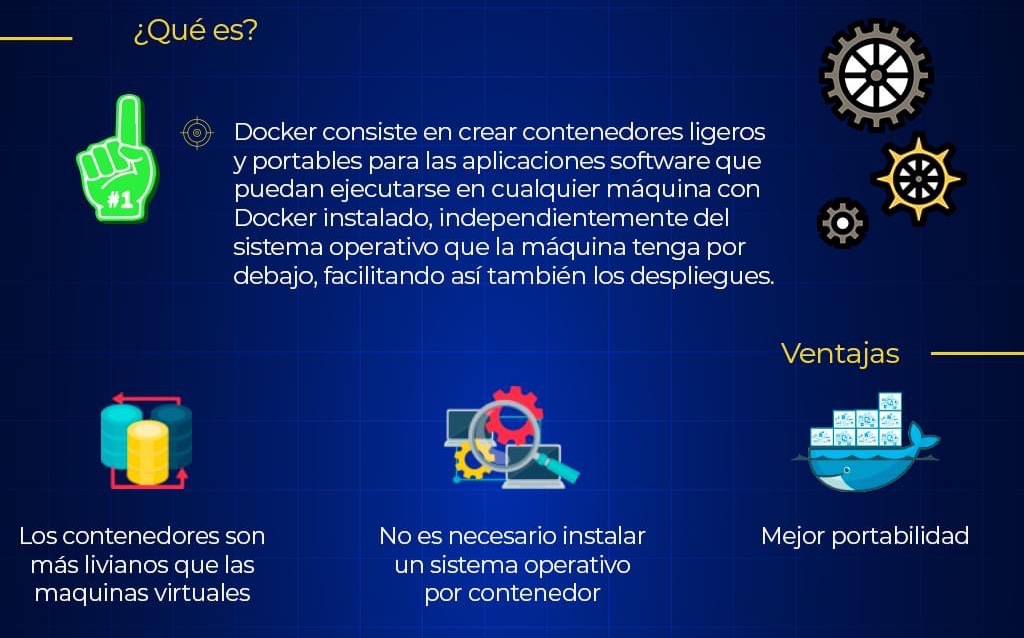 ¿Qué es?
#1
Docker consiste en crear contenedores ligeros
y portables para las aplicaciones software que
puedan ejecutarse en cualquier máquina con
Docker instalado, independientemente del
sistema operativo que la máquina tenga por
debajo, facilitando así también los despliegues.
Ventajas
Los contenedores son
más livianos que las
maquinas virtuales
No es necesario instalar
un sistema operativo
por contenedor
Mejor portabilidad